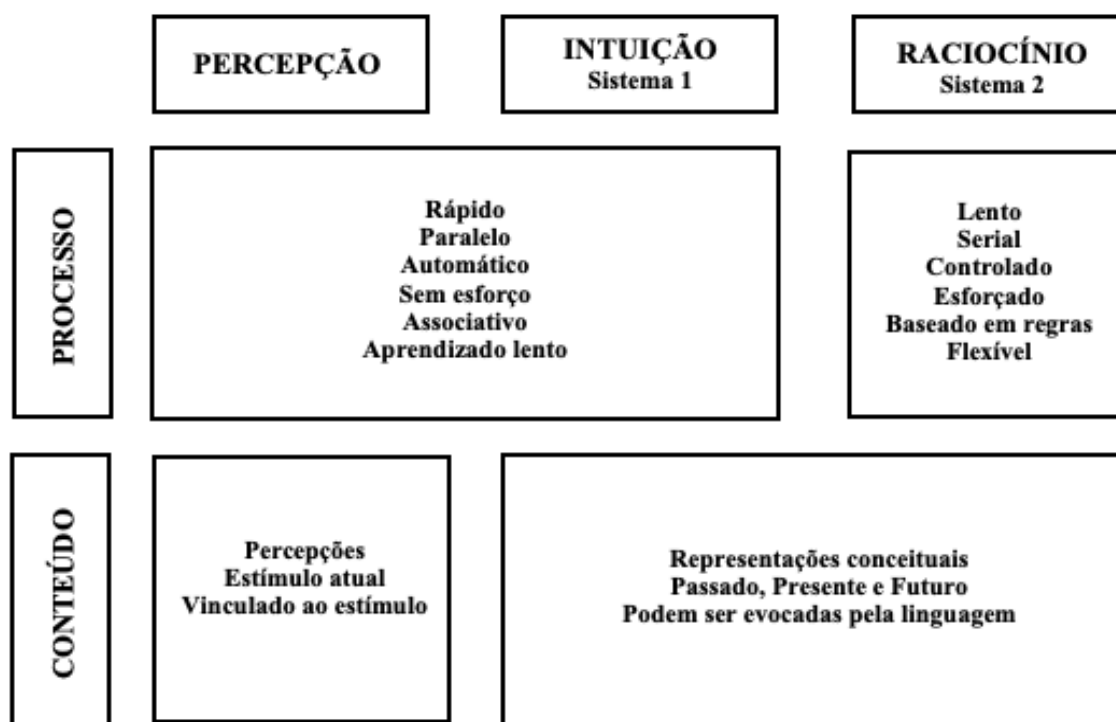 PERCEPÇÃO
INTUIÇÃO
Sistema 1
RACIOCÍNIO
Sistema 2
PROCESSO
Rápido
Paralelo
Automático
Sem esforço
Associativo
Aprendizado lento
Lento
Serial
Controlado
Esforçado
Baseado em regras
Flexível
CONTEÚDO
Percepções
Estímulo atual
Vinculado ao estímulo
Representações conceituais
Passado, Presente e Futuro
Podem ser evocadas pela linguagem